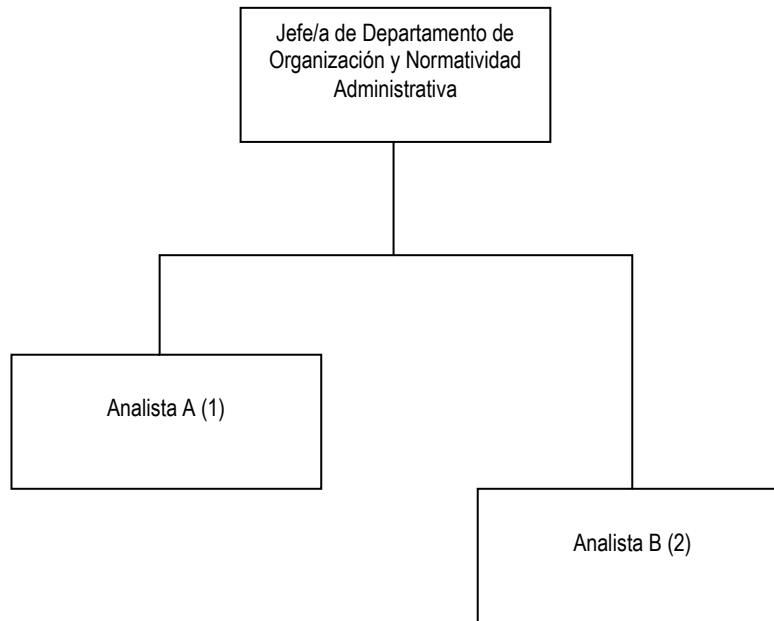 Jefe/a de Departamento de
Organización y Normatividad
Administrativa
Analista A (1)
Analista B (2)